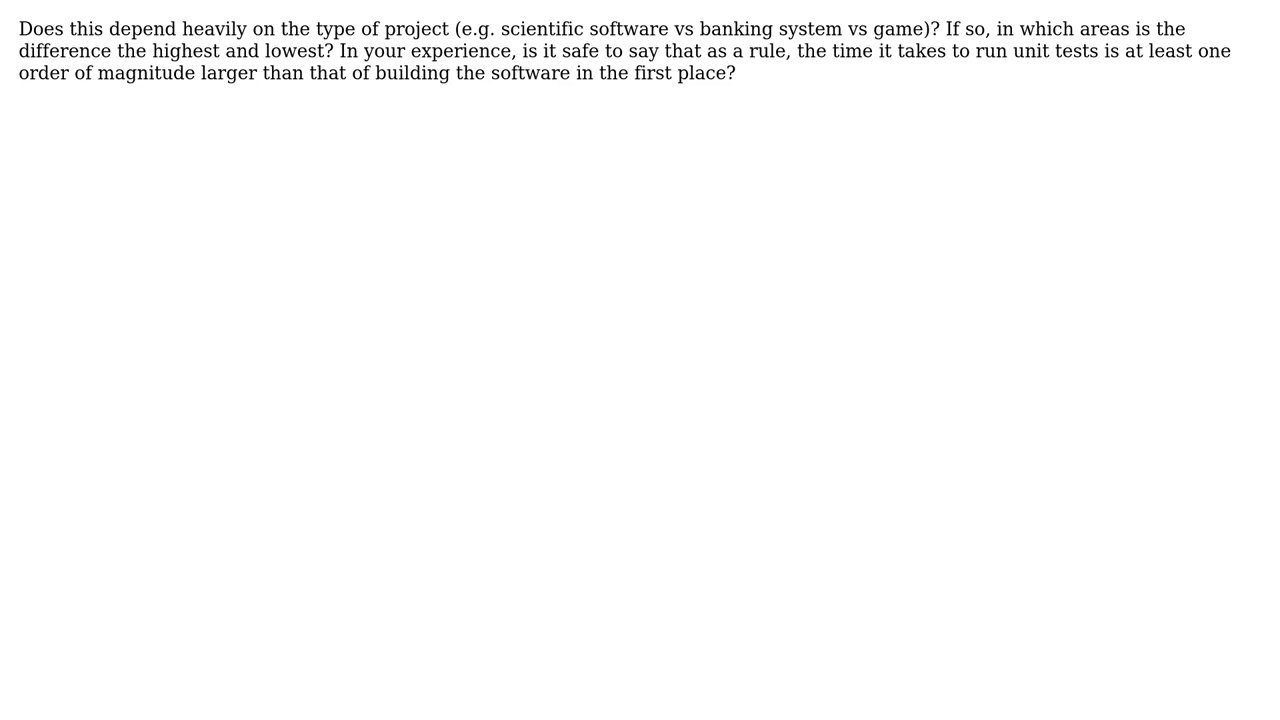 Does this depend heavily on the type of project (e.g. scientific software vs banking system vs game)? If so, in which areas is the
difference the highest and lowest? In your experience, is it safe to say that as a rule, the time it takes to run unit tests is at least one
order of magnitude larger than that of building the software in the first place?